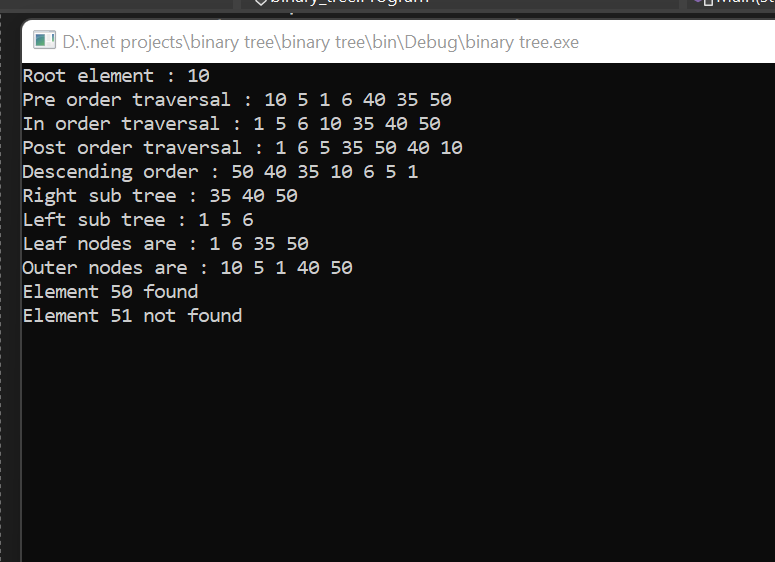 binary_tree.Program
Main(st
D:\.net projects\binary tree\binary tree\bin\Debug\binary tree.exe
Root element : 10
Pre order traversal : 10 5 1 6 40 35 50
In order traversal : 1 5 6 10 35 40 50
Post order traversal : 1 6 5 35 50 40 10
Descending order : 50 40 35 10 6 5 1
Right sub tree : 35 40 50
Left sub tree : 1 5 6
Leaf nodes are : 1 6 35 50
Outer nodes are : 10 5 1 40 50
Element 50 found
Element 51 not found